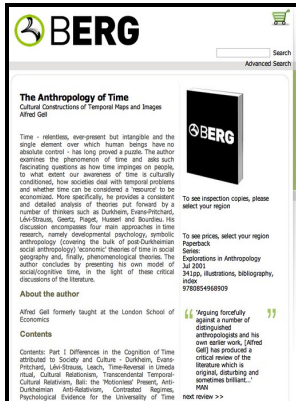 BERG
Search
Advanced Search
The Anthropology of Time
Cultural Constructions of Temporal Maps and Images
Alfred Gell
Time - relentless, ever-present but intangible and the
single element over which human beings have no
absolute control - has long proved a puzzle. The author
examines the phenomenon of time and asks such
fascinating questions as how time impinges on people,
to what extent our awareness of time is culturally
conditioned, how societies deal with temporal problems
and whether time can be considered a 'resource' to be
economized. More specifically, he provides a consistent
and detailed analysis of theories put forward by a
number of thinkers such as Durkheim, Evans-Pritchard,
Lévi-Strauss, Geertz, Piaget, Husserl and Bourdieu. His
discussion encompasses four main approaches in time
research, namely developmental psychology, symbolic
anthropology (covering the bulk of post-Durkheimian
social anthropology) 'economic' theories of time in social
geography and, finally, phenomenological theories. The
author concludes by presenting his own model of
social/cognitive time, in the light of these critical
discussions of the literature.
About the author
Alfred Gell formerly taught at the London School of
Economics
Contents
Contents: Part I Differences in the Cognition of Time
attributed to Society and Culture - Durkheim, Evans-
Pritchard, Lévi-Strauss, Leach, Time-Reversal in Umeda
ritual, Cultural Relationism, Transcendental Temporal-
Cultural Relativism, Bali: the 'Motionless' Present, Anti-
Durkheimian Anti-Relativism, Contrasted Regimes,
Psychological Evidence for the Universality of Time
BERG
To see inspection copies, please
select your region
To see prices, select your region
Paperback
Series:
Explorations in Anthropology
Jul 2001
341pp, illustrations, bibliography,
index
9780854968909
“ 'Arguing forcefully ”
against a number of
distinguished
anthropologists and his
own earlier work, [Alfred
Gell] has produced a
critical review of the
literature which is
original, disturbing and
sometimes brilliant...'
MAN
next review >>